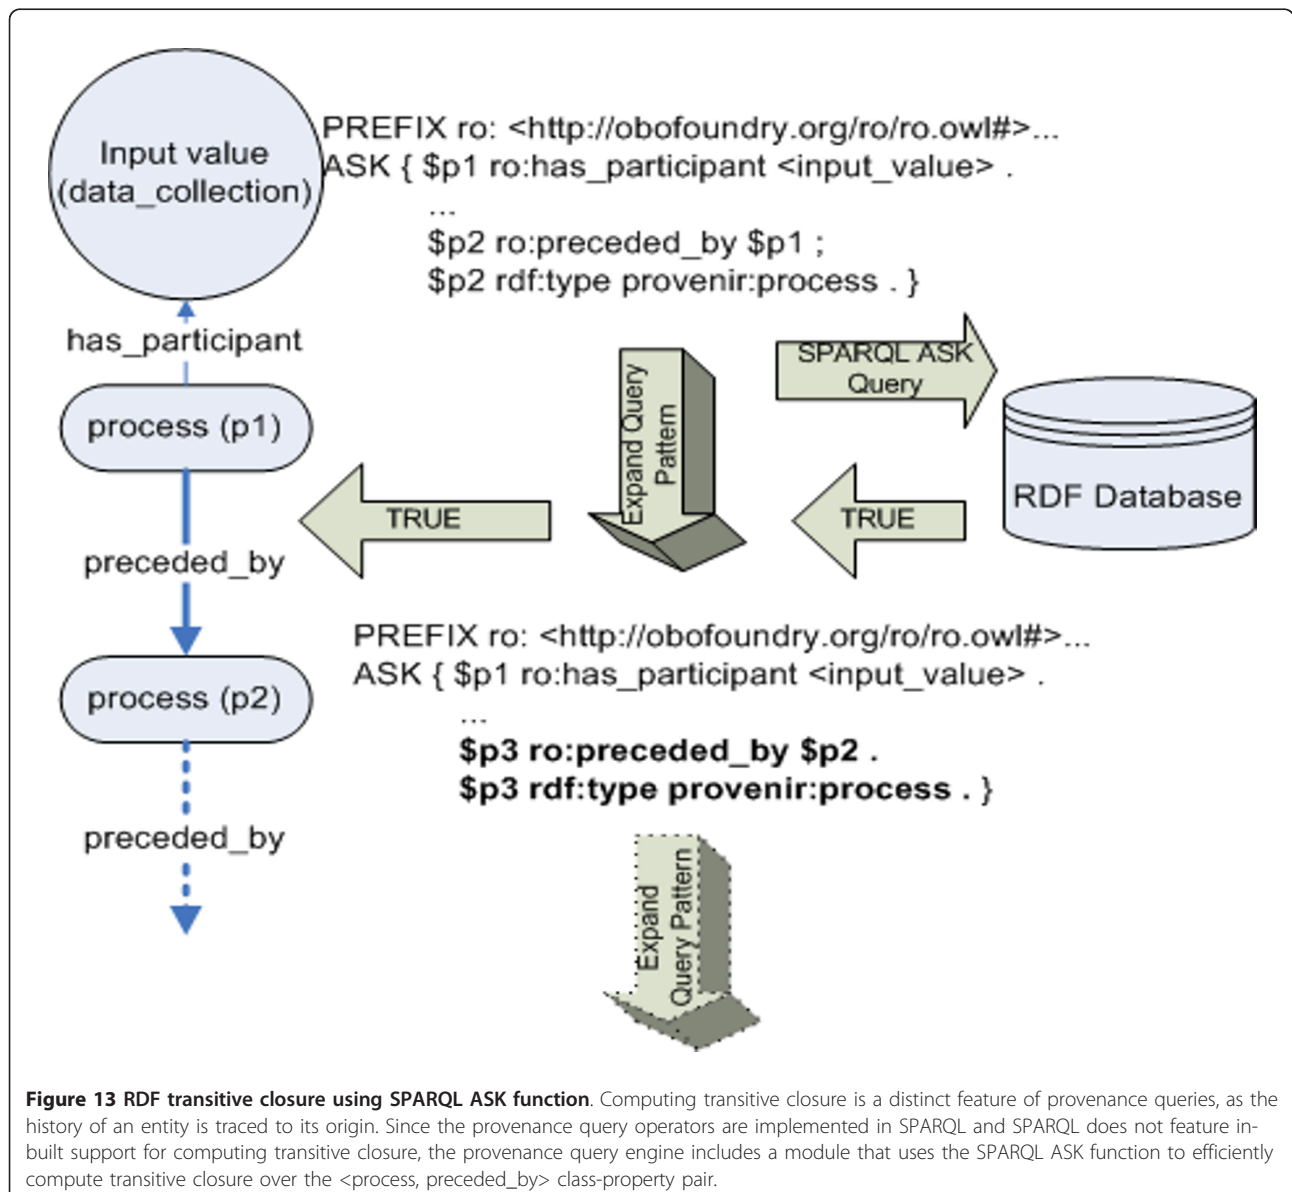 Input value
(data_collection)
PREFIX ro: <http://obofoundry.org/ro/ro.owl#>...
ASK { $p1 ro:has_participant <input_value> .
...
$p2 ro:preceded_by $p1 ;
$p2 rdf:type provenir:process . }
has_participant
process (p1)
preceded_by
process (p2)
preceded_by
Expand Query
Pattern
SPARQL ASK
Query
RDF Database
TRUE
TRUE
PREFIX ro: <http://obofoundry.org/ro/ro.owl#>...
ASK { $p1 ro:has_participant <input_value> .
...
$p3 ro:preceded_by $p2 .
$p3 rdf:type provenir:process . }
Expand
Query Pattern
Figure 13 RDF transitive closure using SPARQL ASK function. Computing transitive closure is a distinct feature of provenance queries, as the
history of an entity is traced to its origin. Since the provenance query operators are implemented in SPARQL and SPARQL does not feature in-
built support for computing transitive closure, the provenance query engine includes a module that uses the SPARQL ASK function to efficiently
compute transitive closure over the <process, preceded_by> class-property pair.